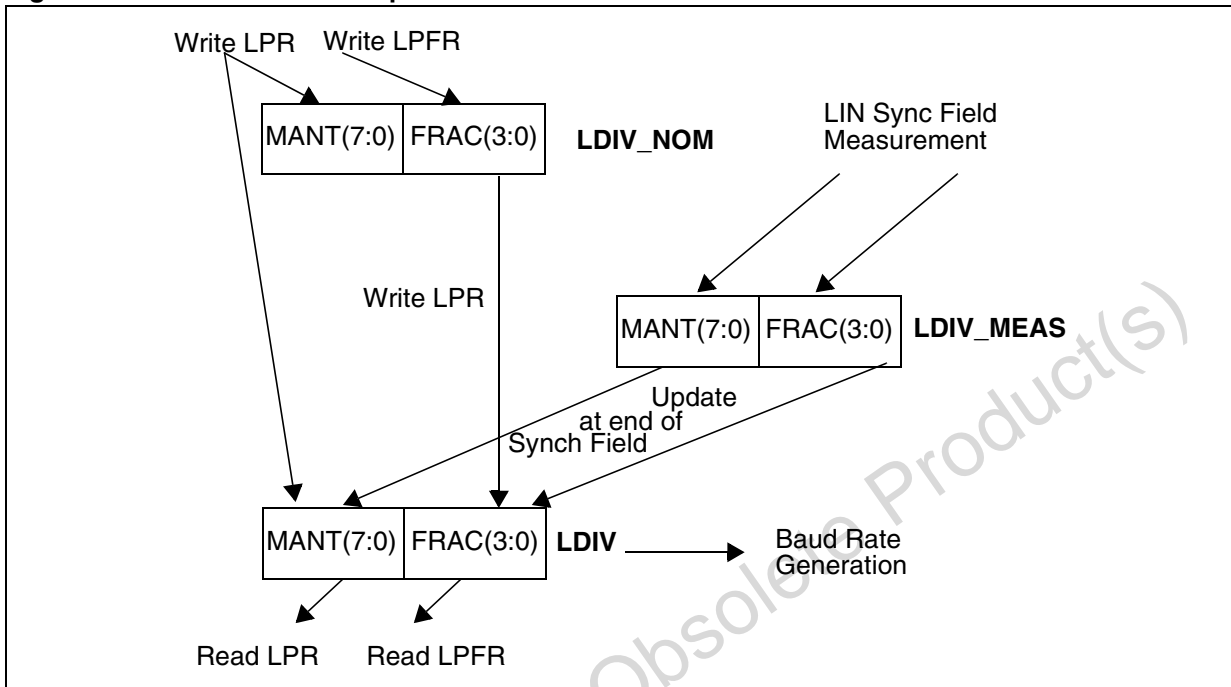 Write LPR Write LPFR
MANT(7:0) FRAC(3:0) LDIV_NOM
LIN Sync Field
Measurement
Write LPR
MANT(7:0) FRAC(3:0) LDIV_MEAS
Update
at end of
Synch Field
MANT(7:0) FRAC(3:0) LDIV
Baud Rate
Generation
Read LPR Read LPFR
Obsolete Product(s)